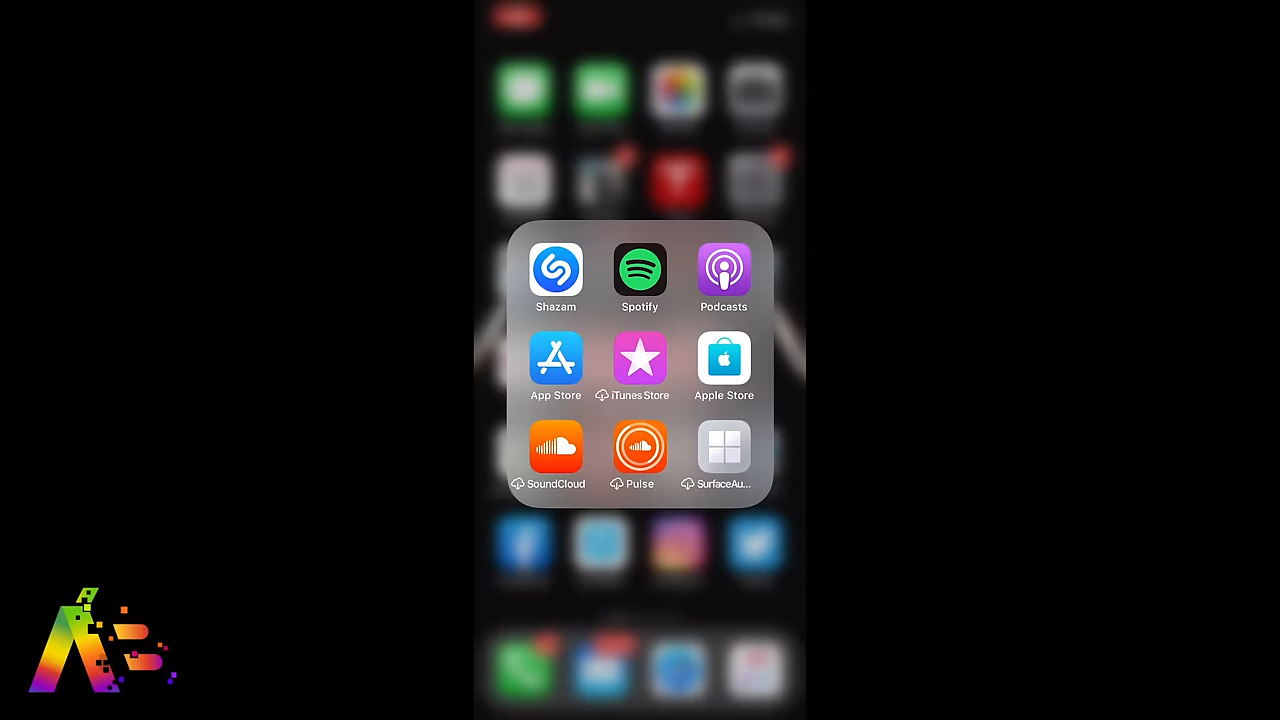 Shazam Spotify Podcasts
App Store iTunes Store Apple Store
SoundCloud Pulse SurfaceAu...